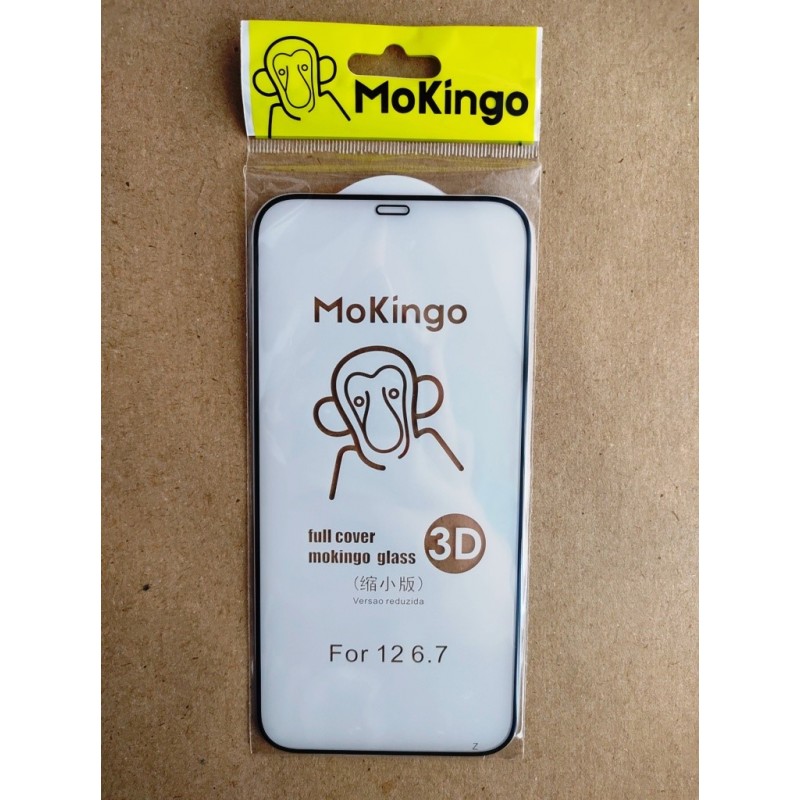 MoKingo
MoKingo
full cover
mokingo glass
3D
(缩小版)
Versao reduzida
For 12 6.7
Z